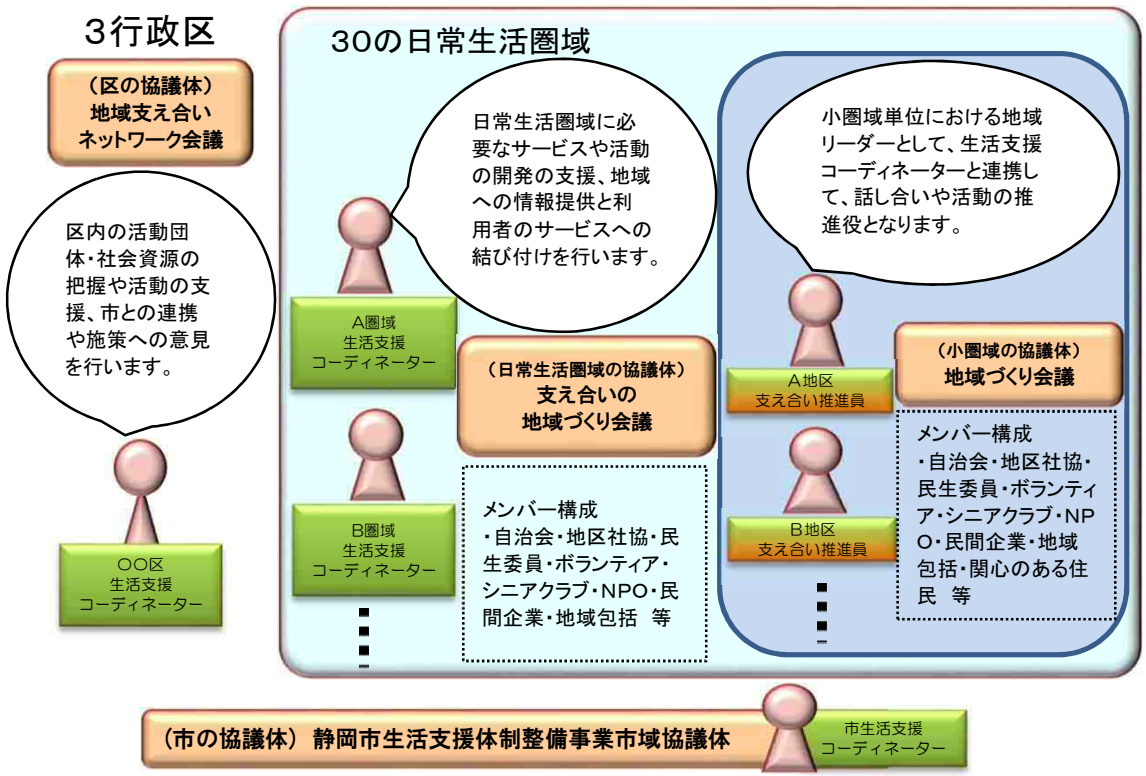 3行政区
(区の協議体)
地域支え合い
ネットワーク会議
区内の活動団
体・社会資源の
把握や活動の支
援、市との連携
や施策への意見
を行います。
〇〇区
生活支援
コーディネーター
30の日常生活圏域
日常生活圏域に必
要なサービスや活動
の開発の支援、地域
への情報提供と利
用者のサービスへの
結び付けを行います。
A圏域
生活支援
コーディネーター
(日常生活圏域の協議体)
支え合いの
地域づくり会議
B圏域
生活支援
コーディネーター
メンバー構成
・自治会・地区社協・民
生委員・ボランティア・
シニアクラブ・NPO・民
間企業・地域包括 等
小圏域単位における地域
リーダーとして、生活支援
コーディネーターと連携し
て、話し合いや活動の推
進役となります。
A地区
支え合い推進員
(小圏域の協議体)
地域づくり会議
B地区
支え合い推進員
メンバー構成
・自治会・地区社協・
民生委員・ボランティ
ア・シニアクラブ・NP
O・民間企業・地域
包括・関心のある住
民 等
(市の協議体) 静岡市生活支援体制整備事業市域協議体
市生活支援
コーディネーター